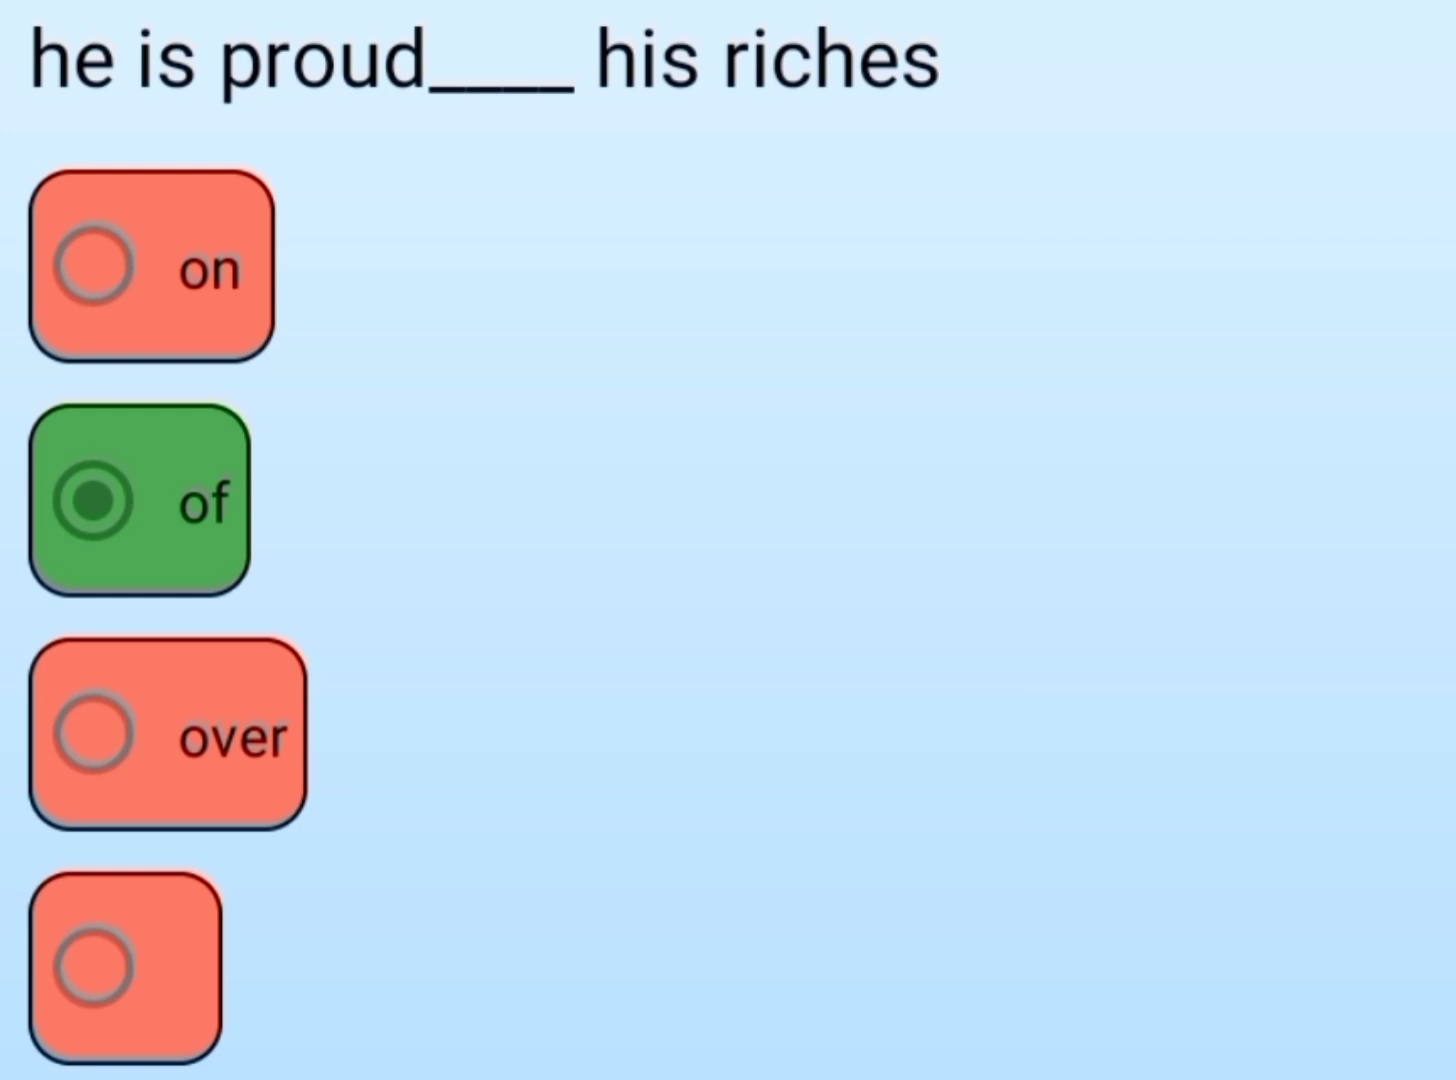 he is proud____ his riches
on
of
over